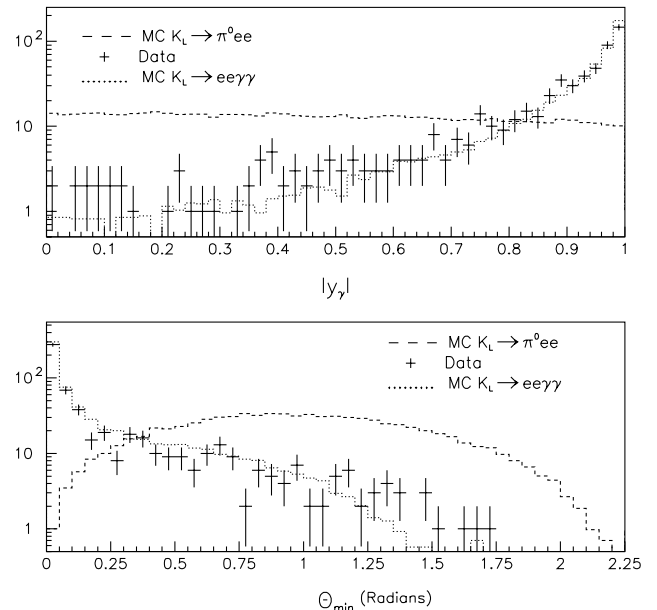 10²
10
1
-- MC K_L → π⁰ee
+ Data
······ MC K_L → eeγγ
0 0.1 0.2 0.3 0.4 0.5 0.6 0.7 0.8 0.9 1
|y_γ|
10²
10
1
-- MC K_L → π⁰ee
+ Data
······ MC K_L → eeγγ
0 0.25 0.5 0.75 1 1.25 1.5 1.75 2 2.25
Θ_min (Radians)